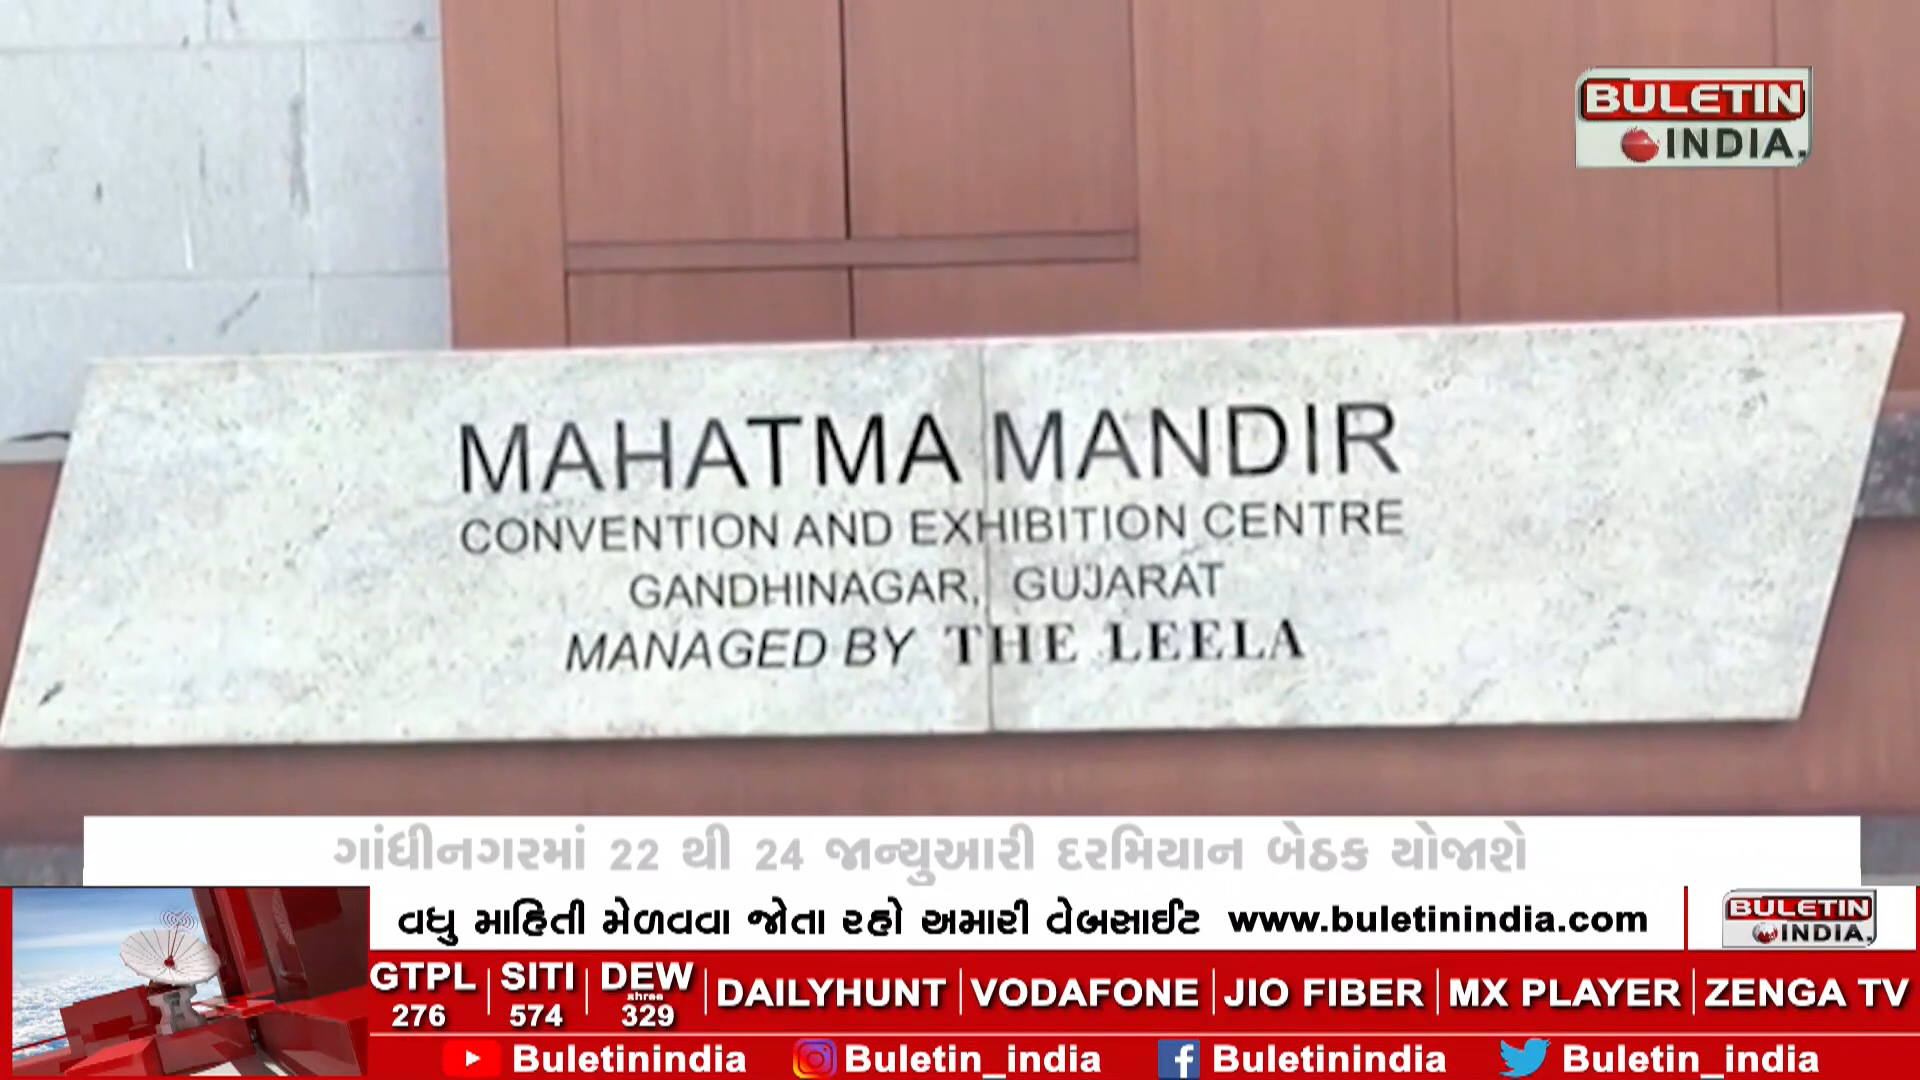 BULETIN
INDIA
MAHATMA MANDIR
CONVENTION AND EXHIBITION CENTRE
GANDHINAGAR, GUJARAT
MANAGED BY THE LEELA
ગાંધીનગરમાં 22 થી 24 જાન્યુઆરી દરમિયાન બેઠક યોજાશે
વધુ માહિતી મેળવવા જોતા રહો અમારી વેબસાઈટ www.buletinindia.com
BULETIN
INDIA
GTPL 276 | SITI 574 | DEW shree 329 | DAILYHUNT | VODAFONE | JIO FIBER | MX PLAYER | ZENGA TV
Buletinindia Buletin_india Buletinindia Buletin_india